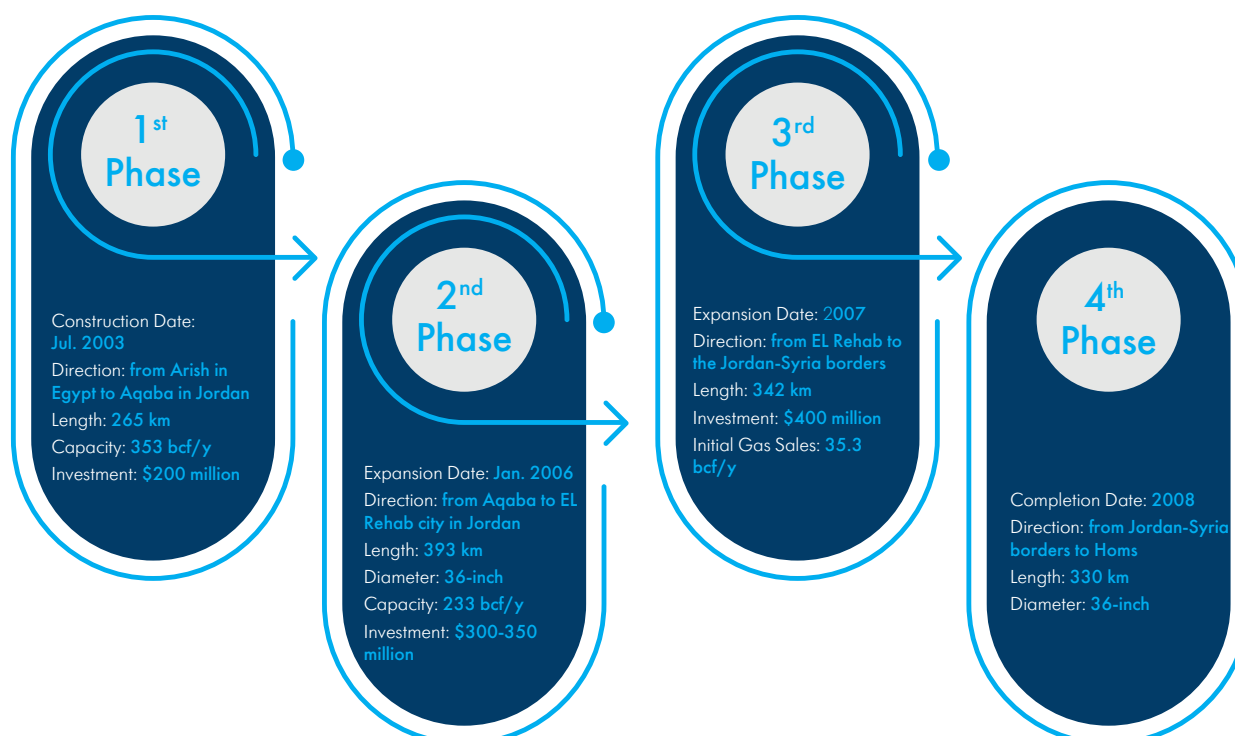 1st
Phase
Construction Date:
Jul. 2003
Direction: from Arish in
Egypt to Aqaba in Jordan
Length: 265 km
Capacity: 353 bcf/y
Investment: $200 million
2nd
Phase
Expansion Date: Jan. 2006
Direction: from Aqaba to EL
Rehab city in Jordan
Length: 393 km
Diameter: 36-inch
Capacity: 233 bcf/y
Investment: $300-350
million
3rd
Phase
Expansion Date: 2007
Direction: from EL Rehab to
the Jordan-Syria borders
Length: 342 km
Investment: $400 million
Initial Gas Sales: 35.3
bcf/y
4th
Phase
Completion Date: 2008
Direction: from Jordan-Syria
borders to Homs
Length: 330 km
Diameter: 36-inch